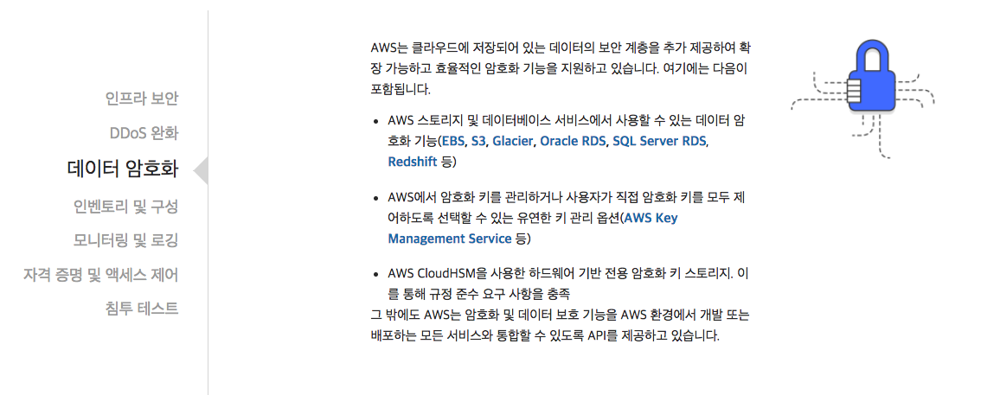 인프라 보안
DDoS 완화
데이터 암호화
인벤토리 및 구성
모니터링 및 로깅
자격 증명 및 액세스 제어
침투 테스트
AWS는 클라우드에 저장되어 있는 데이터의 보안 계층을 추가 제공하여 확
장 가능하고 효율적인 암호화 기능을 지원하고 있습니다. 여기에는 다음이
포함됩니다.
• AWS 스토리지 및 데이터베이스 서비스에서 사용할 수 있는 데이터 암
호화 기능(EBS, S3, Glacier, Oracle RDS, SQL Server RDS,
Redshift 등)
• AWS에서 암호화 키를 관리하거나 사용자가 직접 암호화 키를 모두 제
어하도록 선택할 수 있는 유연한 키 관리 옵션(AWS Key
Management Service 등)
• AWS CloudHSM을 사용한 하드웨어 기반 전용 암호화 키 스토리지. 이
를 통해 규정 준수 요구 사항을 충족
그 밖에도 AWS는 암호화 및 데이터 보호 기능을 AWS 환경에서 개발 또는
배포하는 모든 서비스와 통합할 수 있도록 API를 제공하고 있습니다.